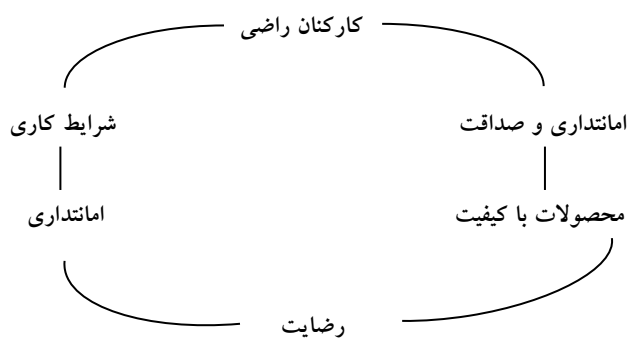 کارکنان راضی
امانتداری و صداقت
شرایط کاری
محصولات با کیفیت
امانتداری
رضایت